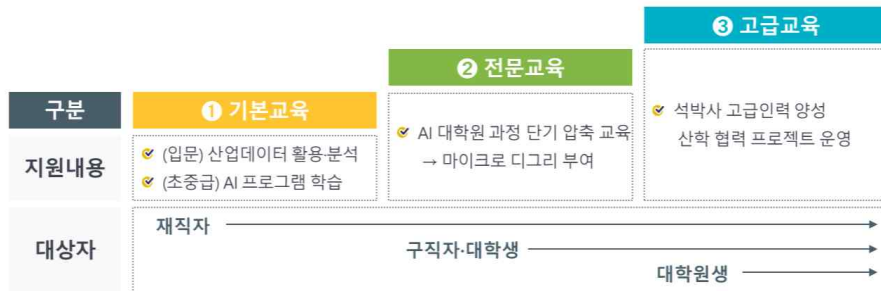 ❸ 고급교육
❷ 전문교육
구분
❶ 기본교육
지원내용
(입문) 산업데이터 활용·분석
(초중급) AI 프로그램 학습
AI 대학원 과정 단기 압축 교육
→ 마이크로 디그리 부여
석박사 고급인력 양성
산학 협력 프로젝트 운영
대상자
재직자
구직자·대학생
대학원생